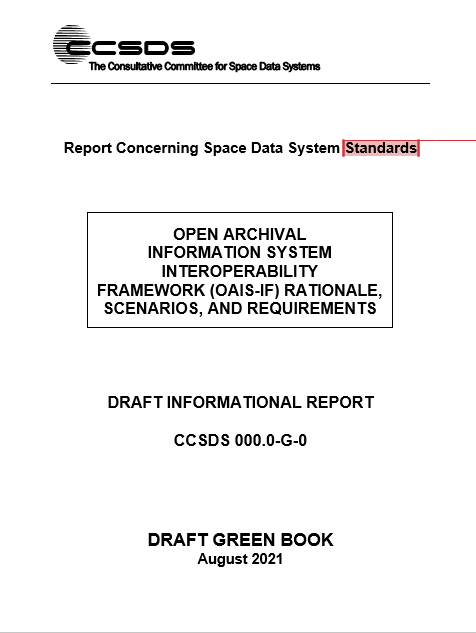 CCSDS
The Consultative Committee for Space Data Systems
Report Concerning Space Data System Standards
OPEN ARCHIVAL
INFORMATION SYSTEM
INTEROPERABILITY
FRAMEWORK (OAIS-IF) RATIONALE,
SCENARIOS, AND REQUIREMENTS
DRAFT INFORMATIONAL REPORT
CCSDS 000.0-G-0
DRAFT GREEN BOOK
August 2021